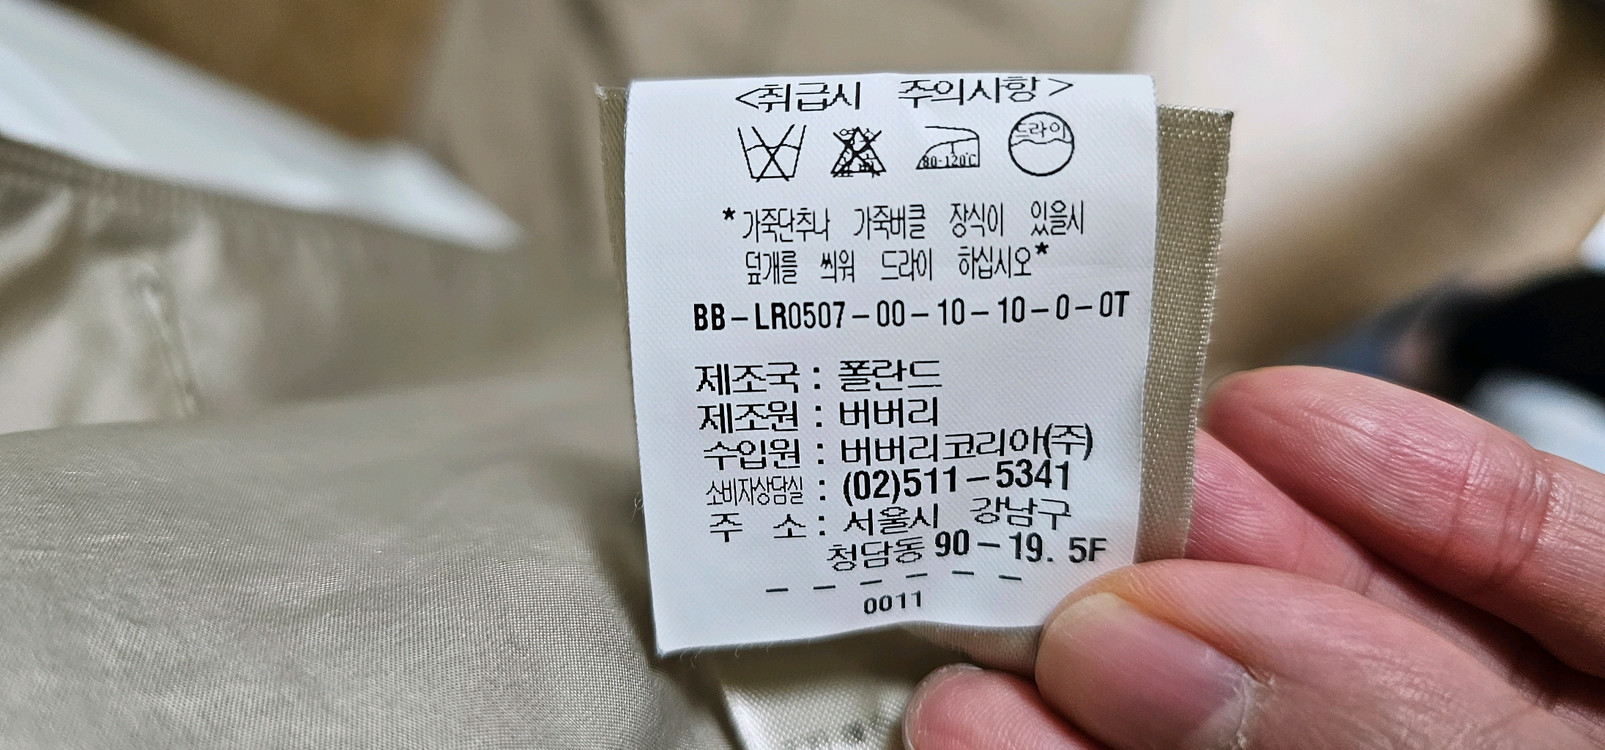 <취급시 주의사항>
80-120℃ 드라이
*가죽단추나 가죽버클 장식이 있을시
덮개를 씌워 드라이 하십시오*
BB-LR0507-00-10-10-0-0T
제조국 : 폴란드
제조원 : 버버리
수입원 : 버버리코리아(주)
소비자상담실 : (02)511-5341
주 소 : 서울시 강남구
청담동 90-19. 5F
------
0011